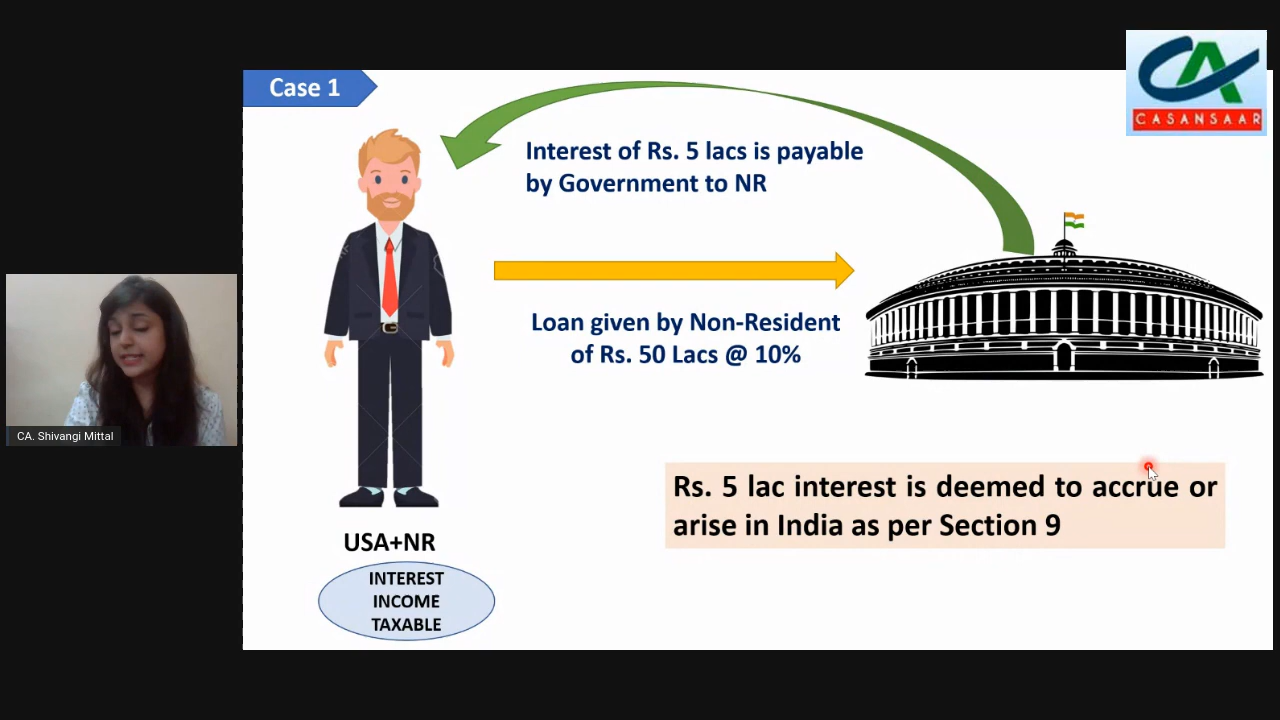 Case 1
CA
CASANSAAR
Interest of Rs. 5 lacs is payable
by Government to NR
Loan given by Non-Resident
of Rs. 50 Lacs @ 10%
CA. Shivangi Mittal
Rs. 5 lac interest is deemed to accrue or
arise in India as per Section 9
USA+NR
INTEREST
INCOME
TAXABLE